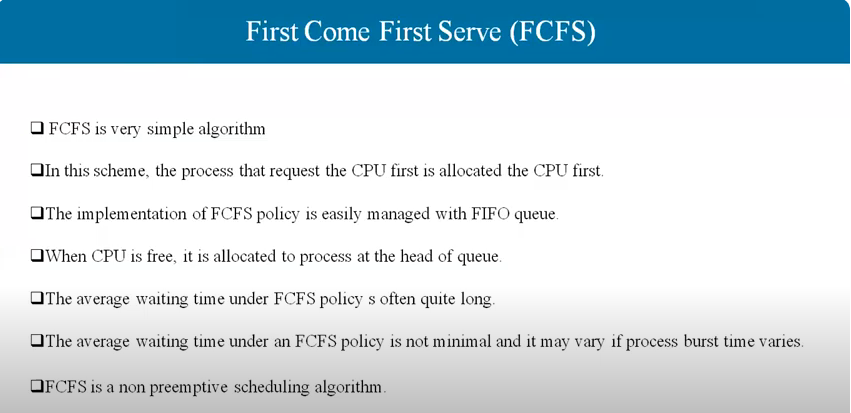 First Come First Serve (FCFS)
❑ FCFS is very simple algorithm
❑In this scheme, the process that request the CPU first is allocated the CPU first.
❑The implementation of FCFS policy is easily managed with FIFO queue.
❑When CPU is free, it is allocated to process at the head of queue.
❑The average waiting time under FCFS policy s often quite long.
❑The average waiting time under an FCFS policy is not minimal and it may vary if process burst time varies.
❑FCFS is a non preemptive scheduling algorithm.